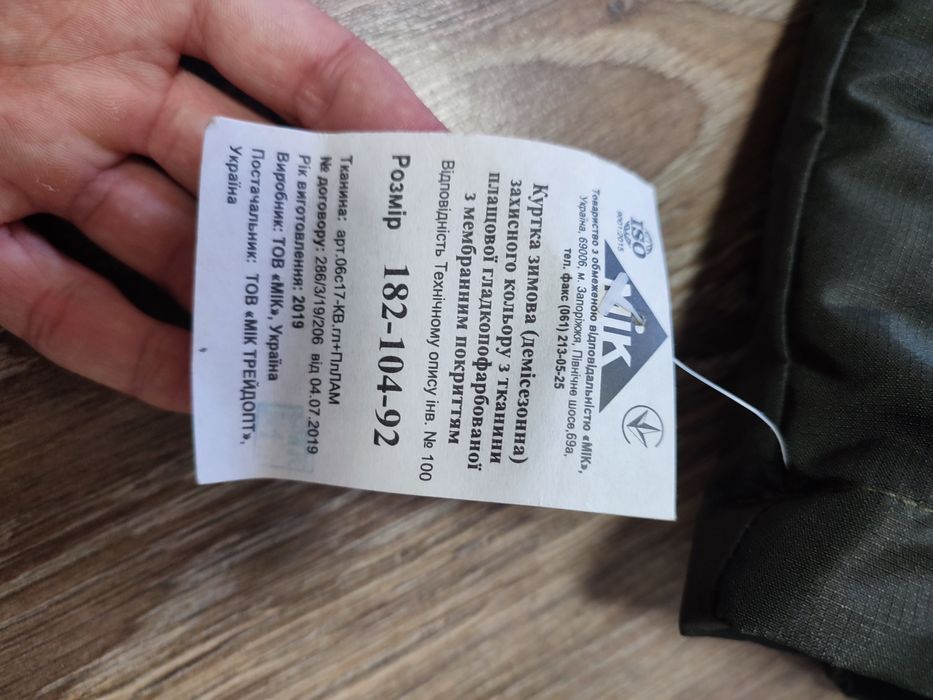 ISO
9001:2015
МІК
Товариство з обмеженою відповідальністю «МІК»,
Україна, 69006, м. Запоріжжя, Північне шосе,69а,
тел. факс (061) 213-05-25
Куртка зимова (демісезонна)
захисного кольору з тканини
плащової гладкопофарбованої
з мембранним покриттям
Відповідність Технічному опису інв. № 100
Розмір 182-104-92
Тканина: арт.06с17-КВ.гл+ПлЛАМ
№ договору: 286/3/19/206 від 04.07.2019
Рік виготовлення: 2019
Виробник: ТОВ «МІК», Україна
Постачальник: ТОВ «МІК ТРЕЙДОПТ»,
Україна